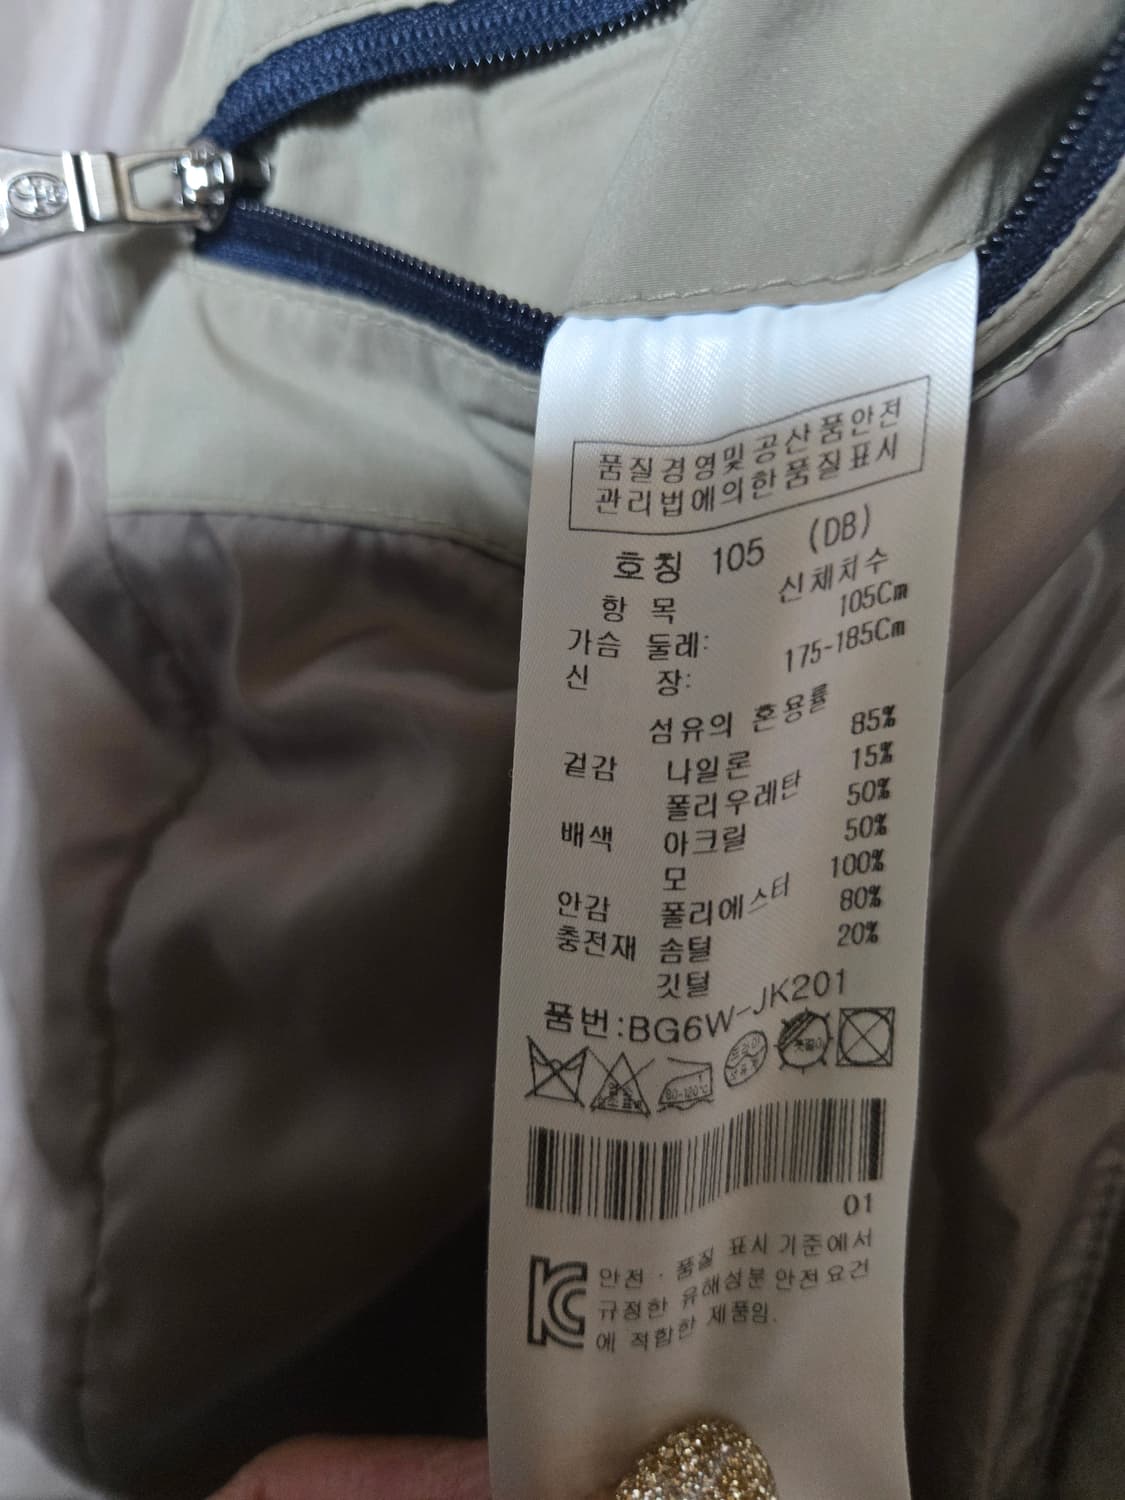 품질경영및공산품안전
관리법에의한품질표시
호칭 105 (DB)
항 목 신체치수
가슴 둘레: 105Cm
신 장: 175-185Cm
섬유의 혼용률
겉감 나일론 85%
폴리우레탄 15%
배색 아크릴 50%
모 50%
안감 폴리에스터 100%
충전재 솜털 80%
깃털 20%
품번:BG6W-JK201
80-120℃
드라이
01
안전·품질 표시 기준에서
규정한 유해성분 안전요건
에 적합한 제품임.